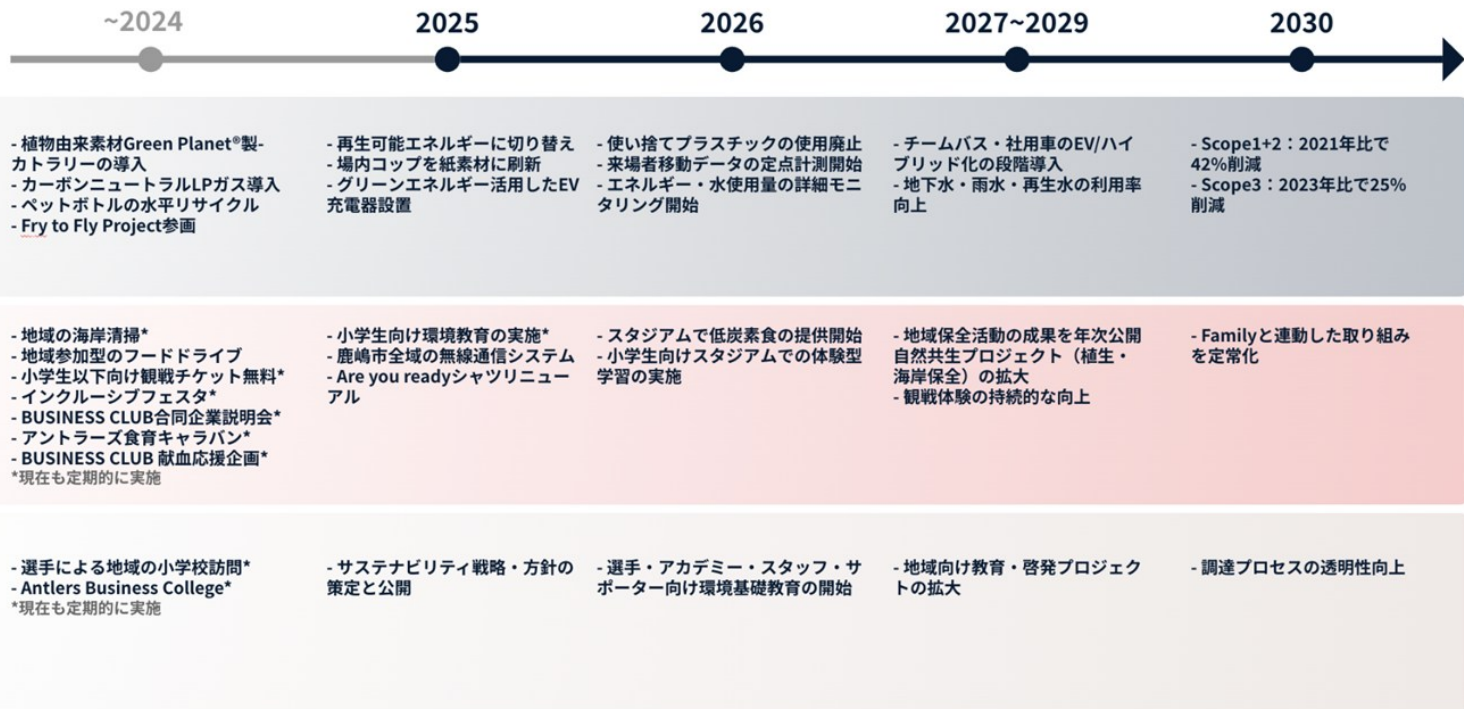 ~2024
2025
2026
2027~2029
2030
- 植物由来素材Green Planet®製-
カトラリーの導入
- カーボンニュートラルLPガス導入
- ペットボトルの水平リサイクル
- Fry to Fly Project参画
- 再生可能エネルギーに切り替え
- 場内コップを紙素材に刷新
- グリーンエネルギー活用したEV
充電器設置
- 使い捨てプラスチックの使用廃止
- 来場者移動データの定点計測開始
- エネルギー・水使用量の詳細モニ
タリング開始
- チームバス・社用車のEV/ハイ
ブリッド化の段階導入
- 地下水・雨水・再生水の利用率
向上
- Scope1+2：2021年比で
42%削減
- Scope3：2023年比で25%
削減
- 地域の海岸清掃*
- 地域参加型のフードドライブ
- 小学生以下向け観戦チケット無料*
- インクルーシブフェスタ*
- BUSINESS CLUB合同企業説明会*
- アントラーズ食育キャラバン*
- BUSINESS CLUB 献血応援企画*
*現在も定期的に実施
- 小学生向け環境教育の実施*
- 鹿嶋市全域の無線通信システム
- Are you readyシャツリニュー
アル
- スタジアムで低炭素食の提供開始
- 小学生向けスタジアムでの体験型
学習の実施
- 地域保全活動の成果を年次公開
自然共生プロジェクト（植生・
海岸保全）の拡大
- 観戦体験の持続的な向上
- Familyと連動した取り組み
を定常化
- 選手による地域の小学校訪問*
- Antlers Business College*
*現在も定期的に実施
- サステナビリティ戦略・方針の
策定と公開
- 選手・アカデミー・スタッフ・サ
ポーター向け環境基礎教育の開始
- 地域向け教育・啓発プロジェク
トの拡大
- 調達プロセスの透明性向上